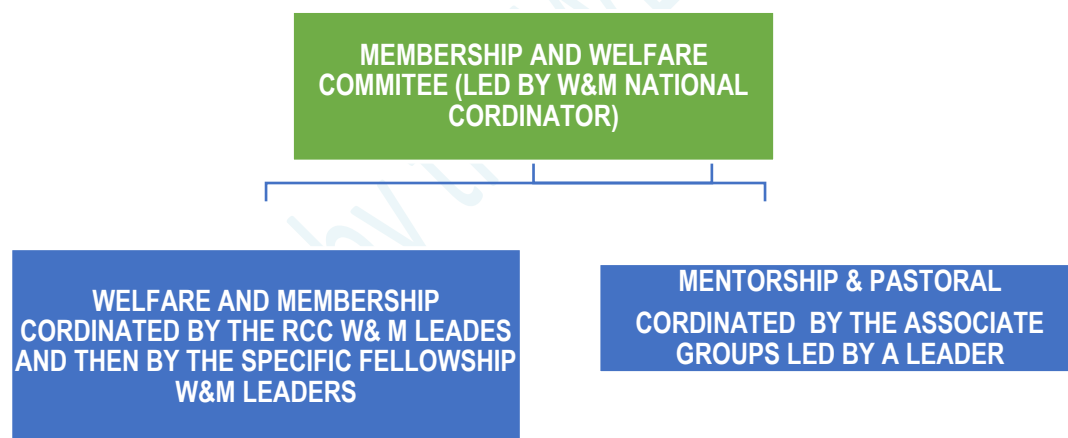 MEMBERSHIP AND WELFARE
COMMITEE (LED BY W&M NATIONAL
CORDINATOR)
WELFARE AND MEMBERSHIP
CORDINATED BY THE RCC W& M LEADES
AND THEN BY THE SPECIFIC FELLOWSHIP
W&M LEADERS
MENTORSHIP & PASTORAL
CORDINATED BY THE ASSOCIATE
GROUPS LED BY A LEADER